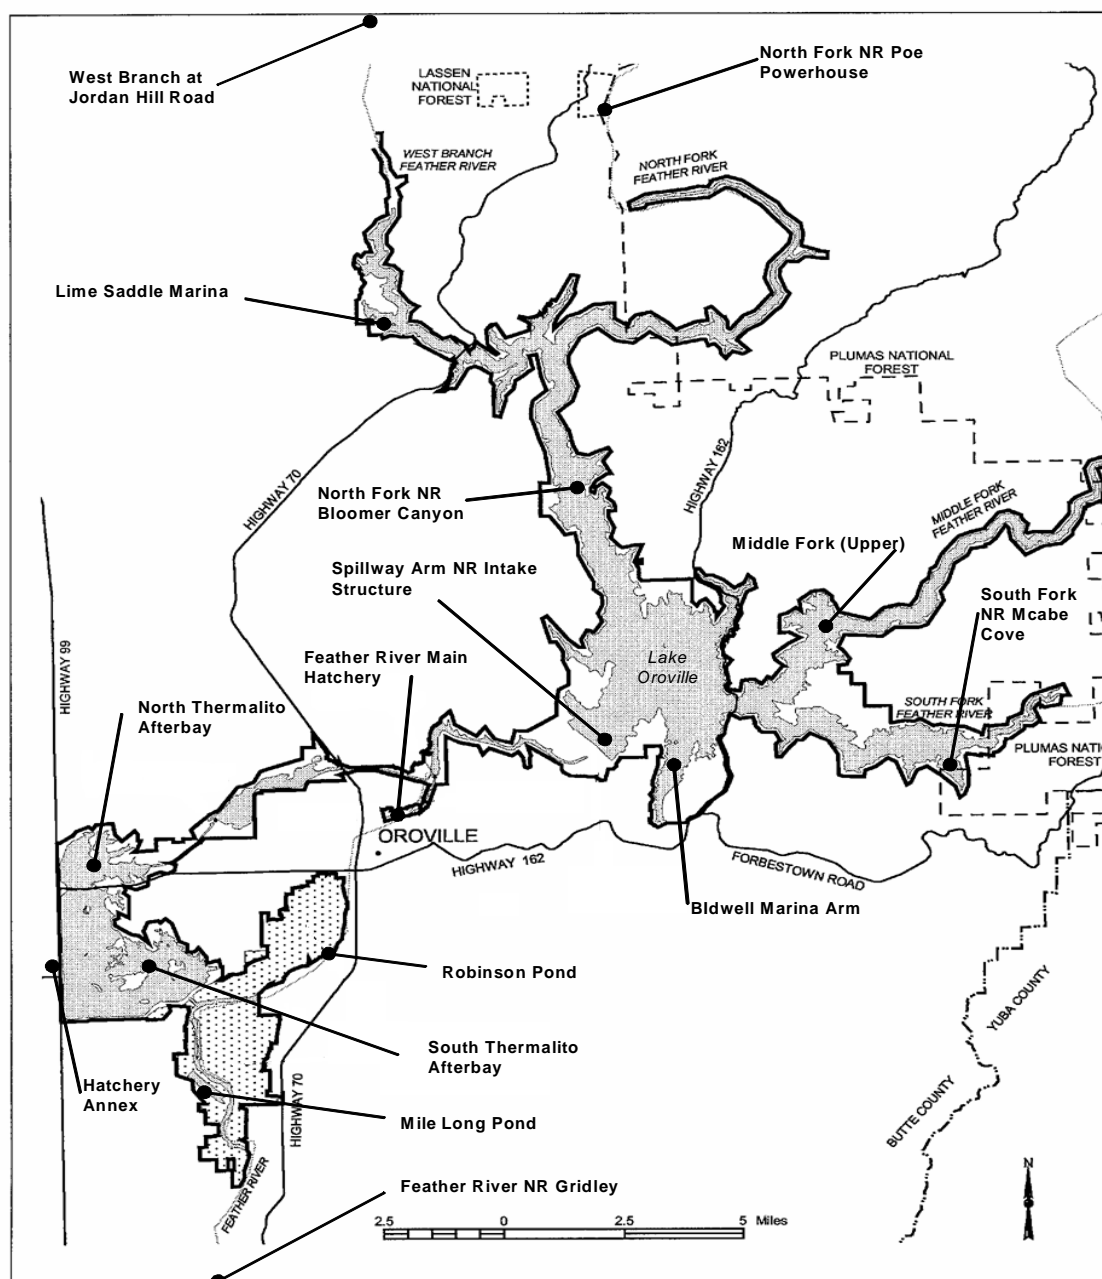 West Branch at
Jordan Hill Road
LASSEN
NATIONAL
FOREST
North Fork NR Poe
Powerhouse
WEST BRANCH
FEATHER RIVER
NORTH FORK
FEATHER RIVER
Lime Saddle Marina
PLUMAS NATIONAL
FOREST
HIGHWAY 70
HIGHWAY 162
North Fork NR
Bloomer Canyon
MIDDLE FORK
FEATHER RIVER
Middle Fork (Upper)
Spillway Arm NR Intake
Structure
South Fork
NR Mcabe
Cove
HIGHWAY 99
Feather River Main
Hatchery
Lake
Oroville
North Thermalito
Afterbay
SOUTH FORK
FEATHER RIVER
PLUMAS NATI
FOREST
OROVILLE
HIGHWAY 162
FORBESTOWN ROAD
BIdwell Marina Arm
Robinson Pond
South Thermalito
Afterbay
Hatchery
Annex
Mile Long Pond
HIGHWAY 70
YUBA COUNTY
BUTTE COUNTY
FEATHER RIVER
Feather River NR Gridley
N
2.5 0 2.5 5 Miles